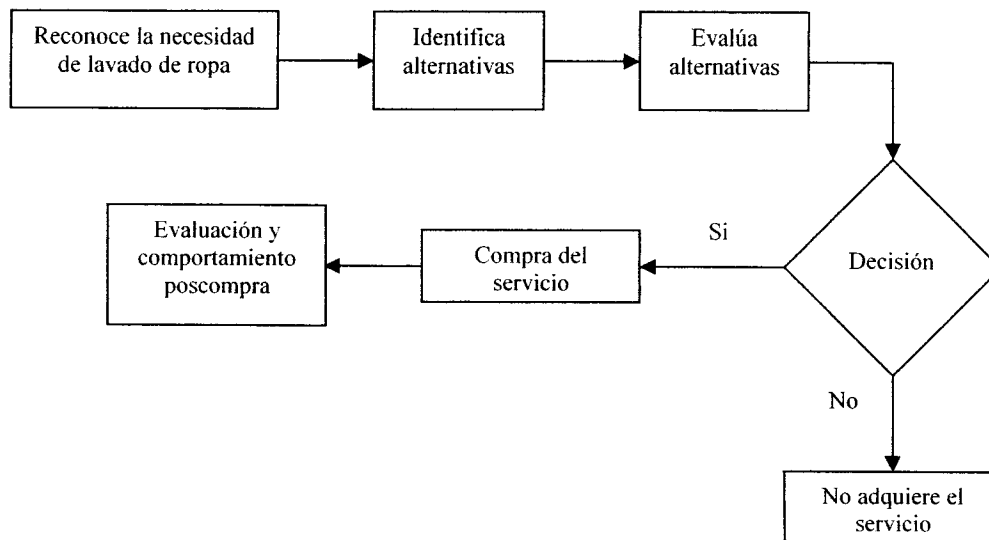 Reconoce la necesidad
de lavado de ropa
Identifica
alternativas
Evalúa
alternativas
Decisión
Si
Compra del
servicio
Evaluación y
comportamiento
poscompra
No
No adquiere el
servicio